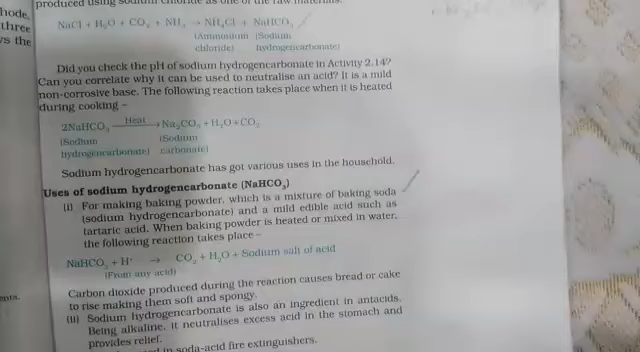 produced using sodium chloride as one of the raw materials.
hode,
three
NaCl + H₂O + CO₂ + NH₃ → NH₄Cl + NaHCO₃
(Ammonium (Sodium
chloride) hydrogencarbonate)
Did you check the pH of sodium hydrogencarbonate in Activity 2.14?
Can you correlate why it can be used to neutralise an acid? It is a mild
non-corrosive base. The following reaction takes place when it is heated
during cooking –
2NaHCO₃ Heat → Na₂CO₃ + H₂O + CO₂
(Sodium (Sodium
hydrogencarbonate) carbonate)
Sodium hydrogencarbonate has got various uses in the household.
Uses of sodium hydrogencarbonate (NaHCO₃)
(i) For making baking powder, which is a mixture of baking soda
(sodium hydrogencarbonate) and a mild edible acid such as
tartaric acid. When baking powder is heated or mixed in water,
the following reaction takes place –
NaHCO₃ + H⁺ → CO₂ + H₂O + Sodium salt of acid
(From any acid)
Carbon dioxide produced during the reaction causes bread or cake
to rise making them soft and spongy.
(ii) Sodium hydrogencarbonate is also an ingredient in antacids.
Being alkaline, it neutralises excess acid in the stomach and
provides relief.
in soda-acid fire extinguishers.